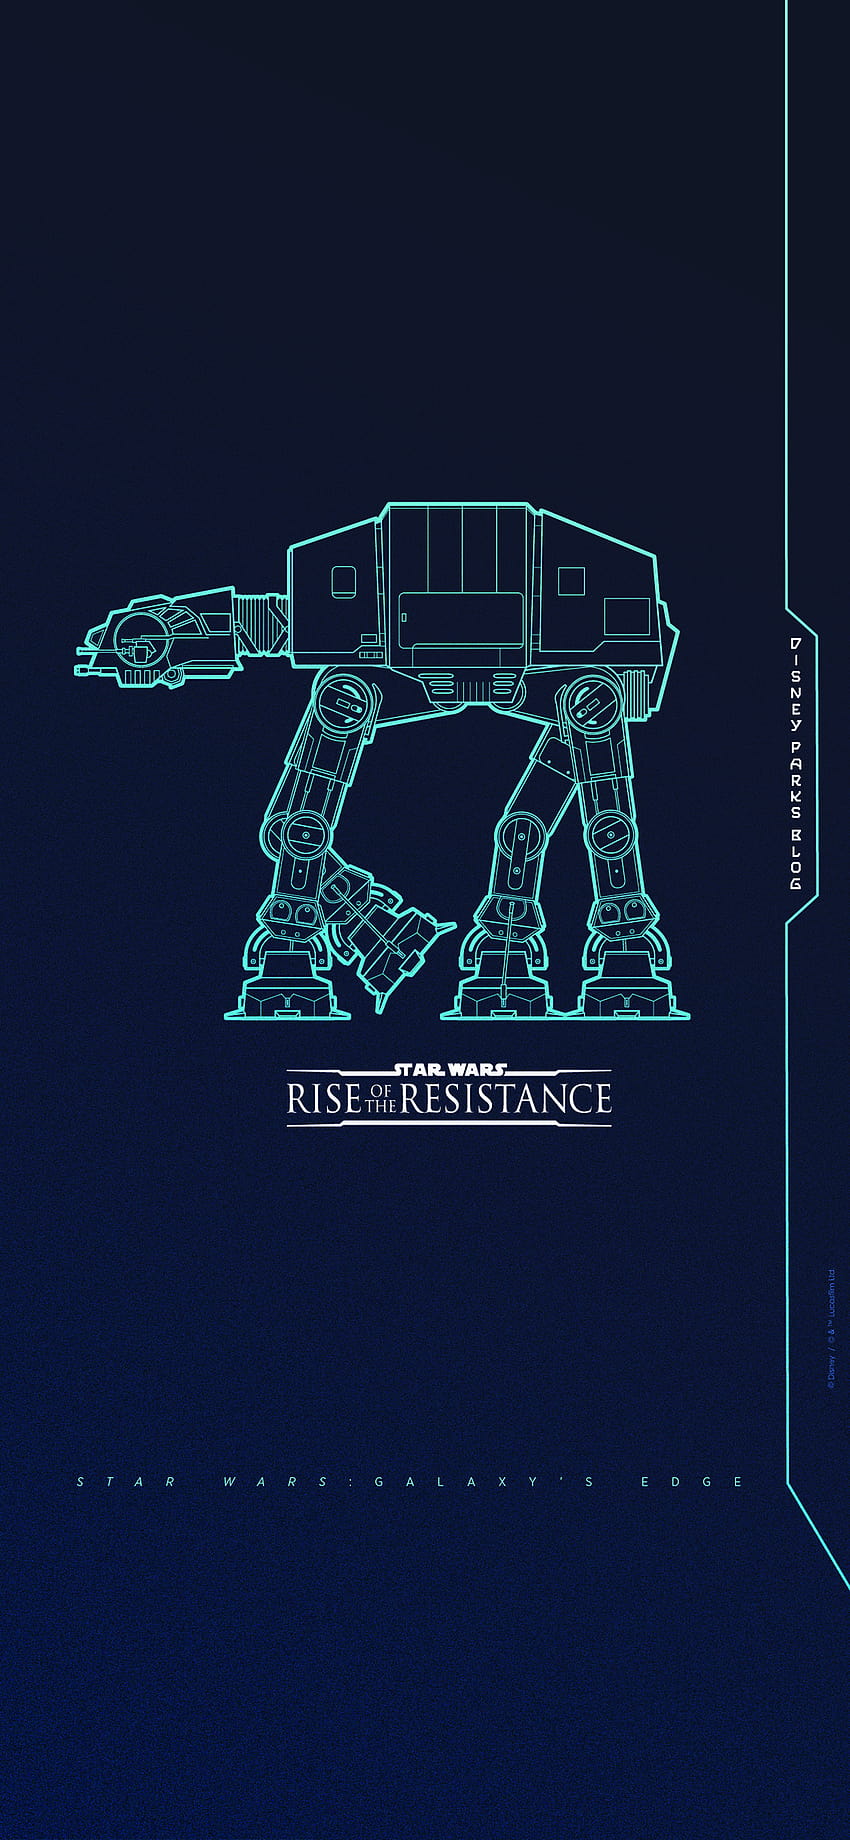 DISNEY PARKS BLOG
STAR WARS
RISE OF THE RESISTANCE
© Disney / © & ™ Lucasfilm Ltd.
STAR WARS: GALAXY'S EDGE